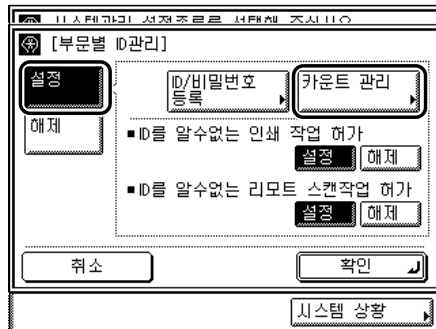 [부문별 ID관리]
설정
ID/비밀번호
등록
카운트 관리
해제
■ID를 알수없는 인쇄 작업 허가
설정 해제
■ID를 알수없는 리모트 스캔작업 허가
설정 해제
취소 확인
시스템 상황